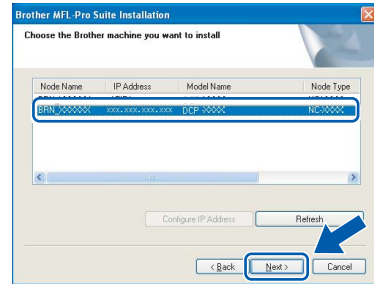 Brother MFL-Pro Suite Installation
Choose the Brother machine you want to install
Node Name IP Address Model Name Node Type
BRN_XXXXXX xxx.xxx.xxx.xxx DCP-XXXX NC-XXXX
Configure IP Address Refresh
< Back Next > Cancel